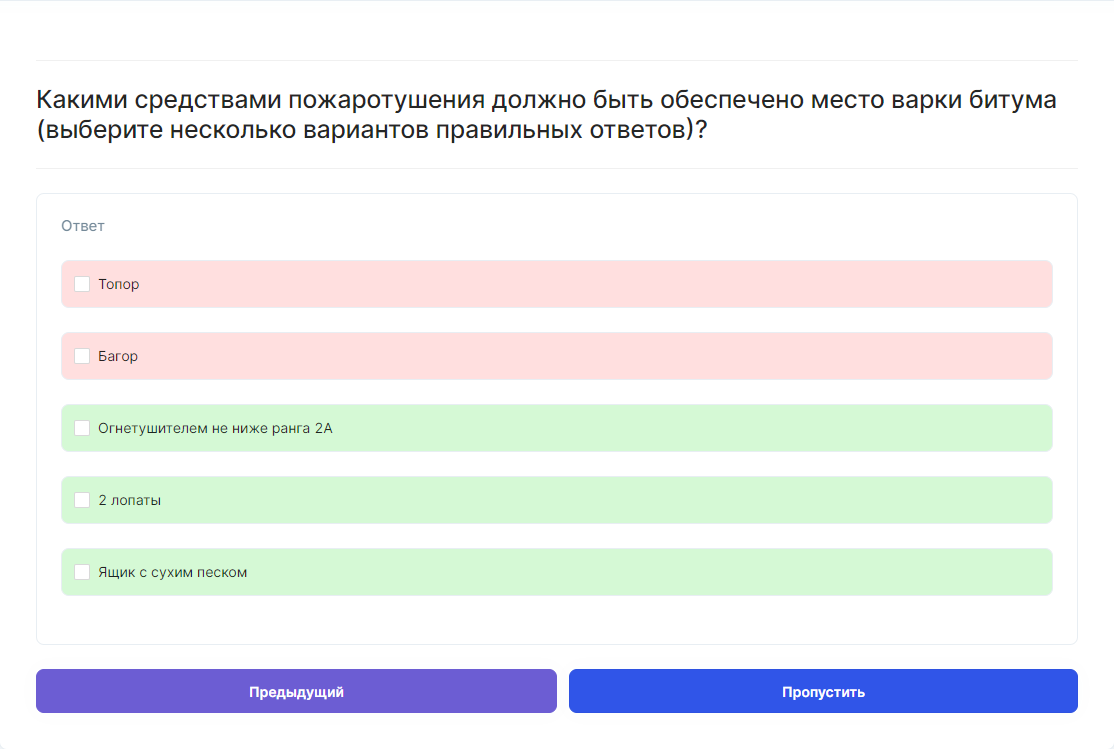 Какими средствами пожаротушения должно быть обеспечено место варки битума
(выберите несколько вариантов правильных ответов)?
Ответ
Топор
Багор
Огнетушителем не ниже ранга 2А
2 лопаты
Ящик с сухим песком
Предыдущий
Пропустить